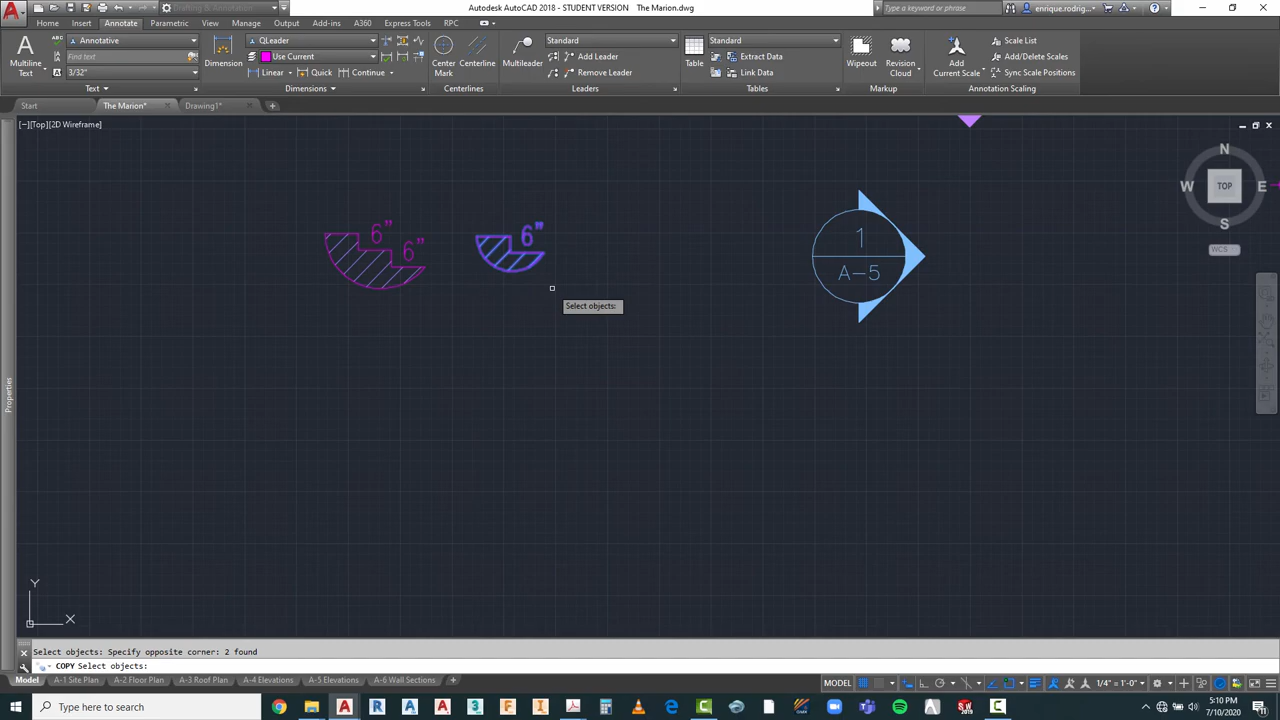 Drafting & Annotation
Autodesk AutoCAD 2018 - STUDENT VERSION The Marion.dwg
Type a keyword or phrase
enrique.rodrig...
Home Insert Annotate Parametric View Manage Output Add-ins A360 Express Tools RPC
Multiline Text
Annotative
Find text
3/32"
Text
Dimension
QLeader
Use Current
Linear Quick Continue
Dimensions
Center Mark
Centerline
Centerlines
Multileader
Standard
Add Leader
Remove Leader
Leaders
Table
Standard
Extract Data
Link Data
Tables
Wipeout
Revision Cloud
Markup
Add Current Scale
Scale List
Add/Delete Scales
Sync Scale Positions
Annotation Scaling
Start The Marion* Drawing1*
[−][Top][2D Wireframe]
N
W TOP E
S
WCS
6"
6"
6"
1
A-5
Select objects:
Properties
Y
X
Select objects: Specify opposite corner: 2 found
COPY Select objects:
Model A-1 Site Plan A-2 Floor Plan A-3 Roof Plan A-4 Elevations A-5 Elevations A-6 Wall Sections
MODEL 1/4" = 1'-0"
Type here to search
5:10 PM
7/10/2020